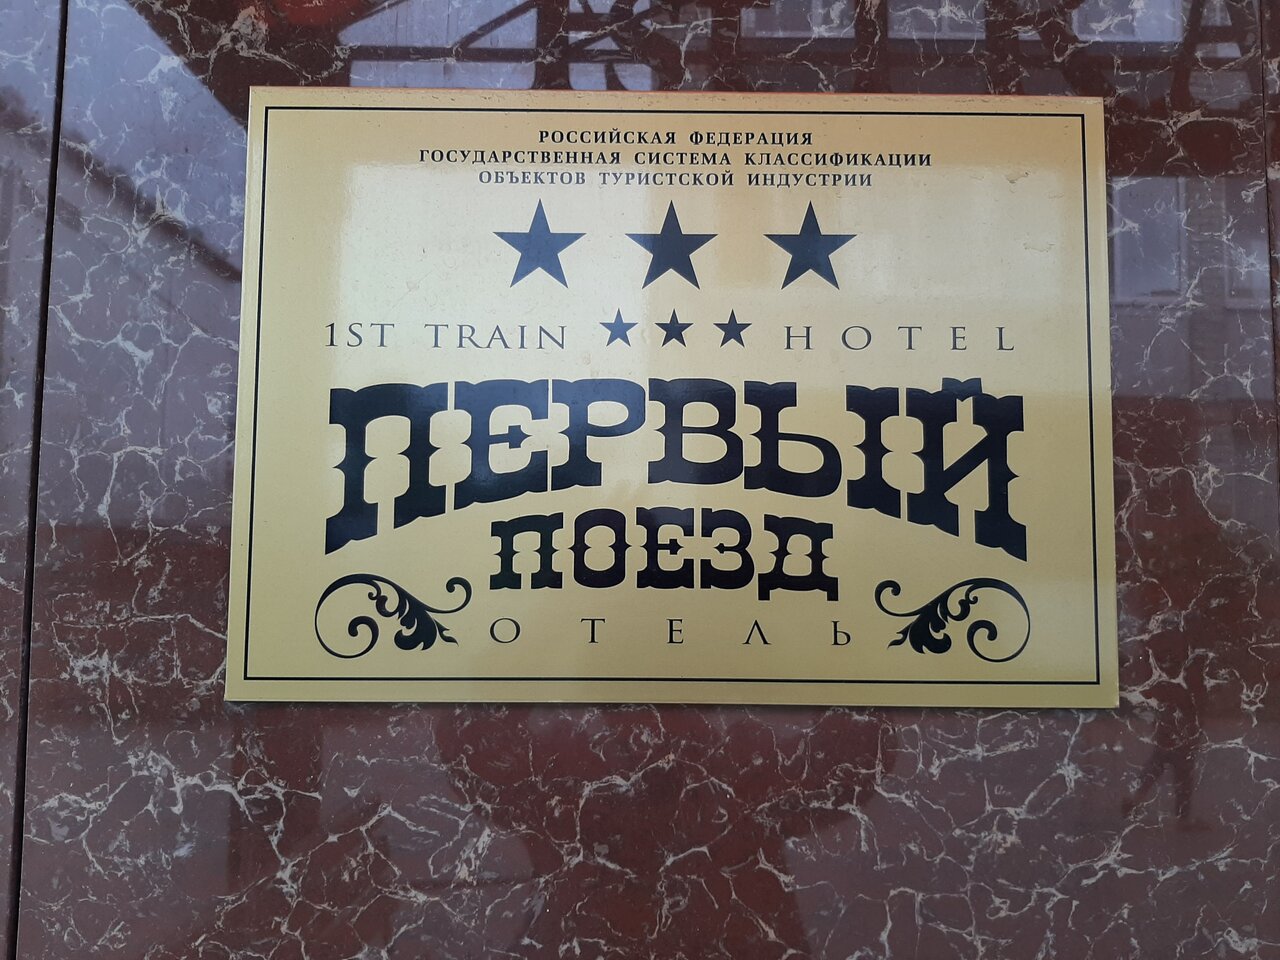 РОССИЙСКАЯ ФЕДЕРАЦИЯ
ГОСУДАРСТВЕННАЯ СИСТЕМА КЛАССИФИКАЦИИ
ОБЪЕКТОВ ТУРИСТСКОЙ ИНДУСТРИИ
1ST TRAIN ★★★ HOTEL
ПЕРВЫЙ
ПОЕЗД
ОТЕЛЬ